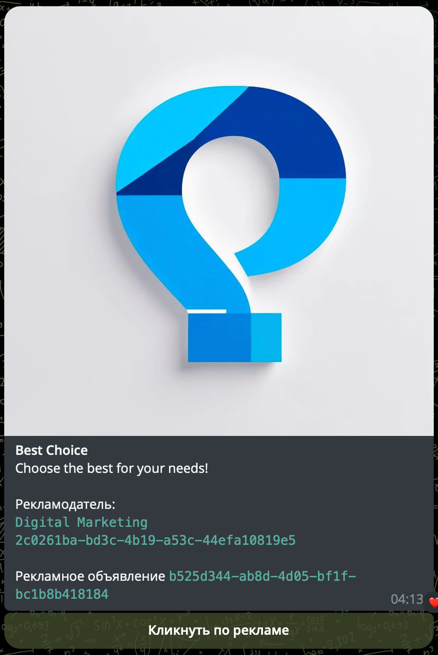 Best Choice
Choose the best for your needs!
Рекламодатель:
Digital Marketing
2c0261ba-bd3c-4b19-a53c-44efa10819e5
Рекламное объявление b525d344-ab8d-4d05-bf1f-
bc1b8b418184
04:13
Кликнуть по рекламе